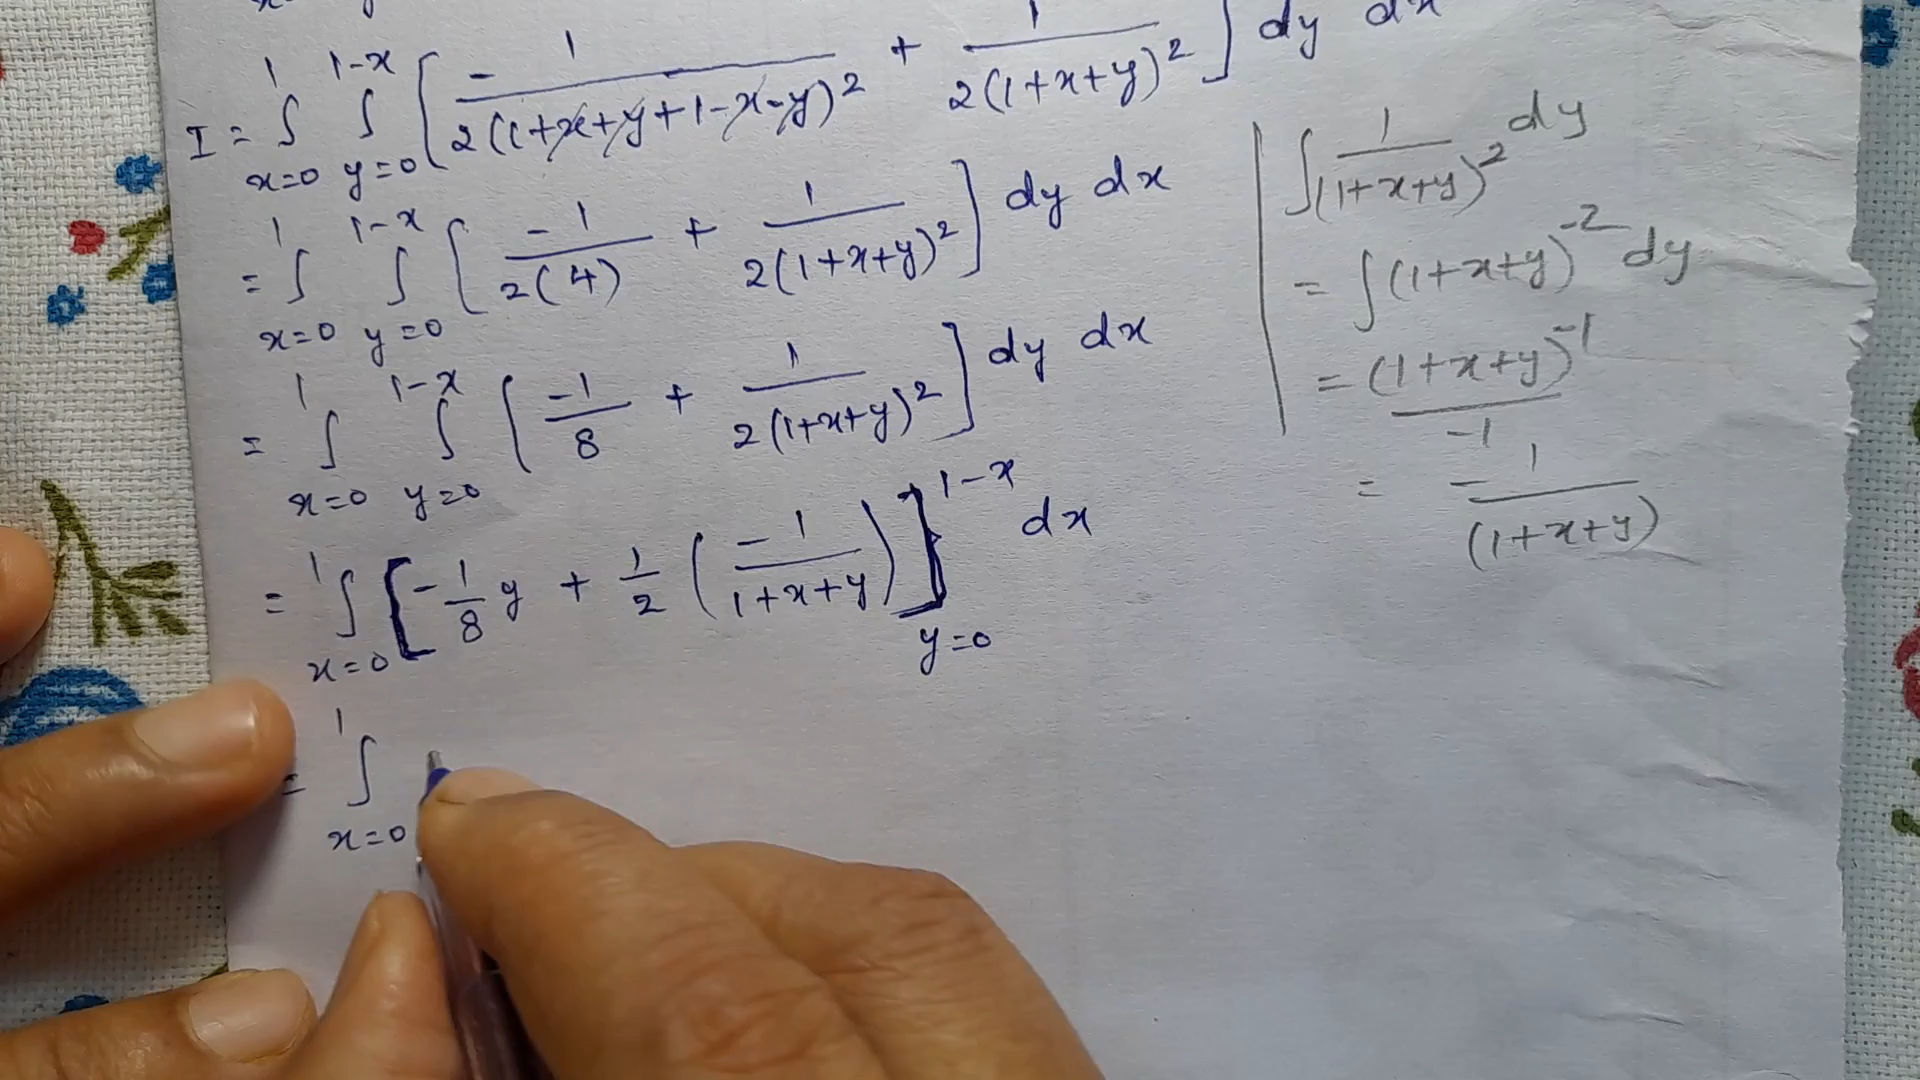 I = ∫_{x=0}^{1} ∫_{y=0}^{1-x} [ -1/(2(1+x+y+1-x-y)^2) + 1/(2(1+x+y)^2) ] dy dx
= ∫_{x=0}^{1} ∫_{y=0}^{1-x} [ -1/(2(4)) + 1/(2(1+x+y)^2) ] dy dx
= ∫_{x=0}^{1} ∫_{y=0}^{1-x} [ -1/8 + 1/(2(1+x+y)^2) ] dy dx
= ∫_{x=0}^{1} [ -1/8 y + 1/2 ( -1/(1+x+y) ) ]_{y=0}^{1-x} dx
= ∫_{x=0}^{1}
∫ 1/(1+x+y)^2 dy
= ∫ (1+x+y)^{-2} dy
= (1+x+y)^{-1}/-1
= -1/(1+x+y)